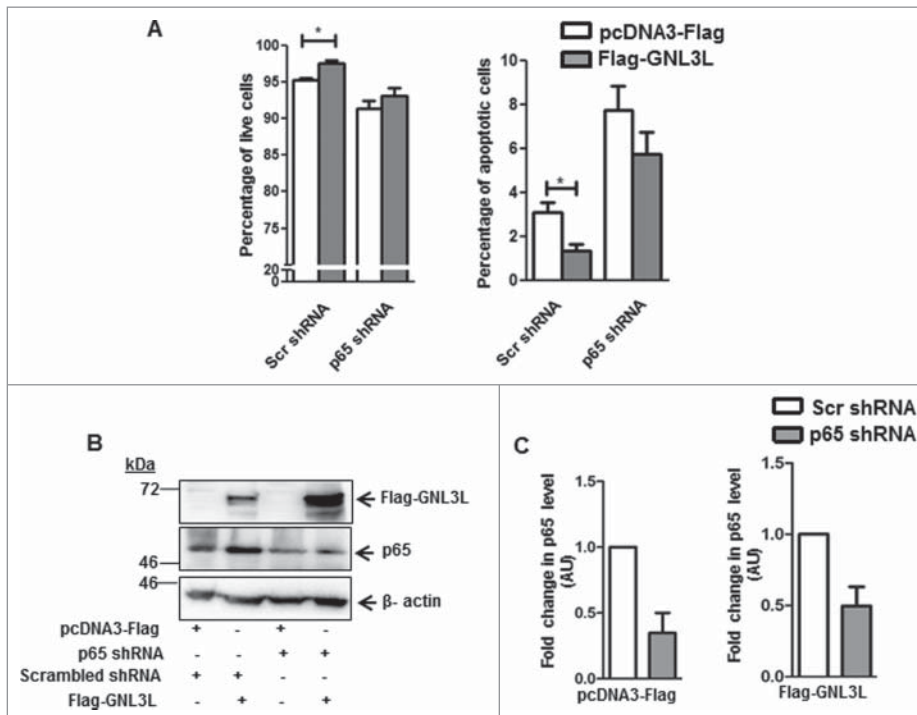 A
pcDNA3-Flag
Flag-GNL3L
Percentage of live cells
100
95
90
85
80
75
20
0
*
Scr shRNA
p65 shRNA
Percentage of apoptotic cells
10
8
6
4
2
0
*
Scr shRNA
p65 shRNA
B
kDa
72
46
46
Flag-GNL3L
p65
β- actin
pcDNA3-Flag + - + -
p65 shRNA - - + +
Scrambled shRNA + + - -
Flag-GNL3L - + - +
C
Scr shRNA
p65 shRNA
Fold change in p65 level
(AU)
1.5
1.0
0.5
0.0
pcDNA3-Flag
Fold change in p65 level
(AU)
1.5
1.0
0.5
0.0
Flag-GNL3L